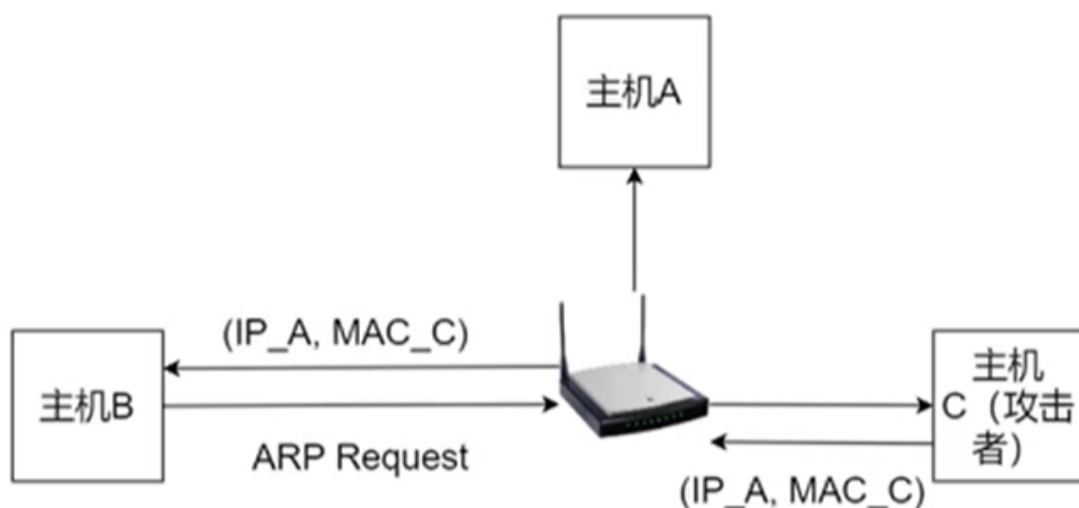 主机A
(IP_A, MAC_C)
主机B
ARP Request
主机
C（攻击
者）
(IP_A, MAC_C)